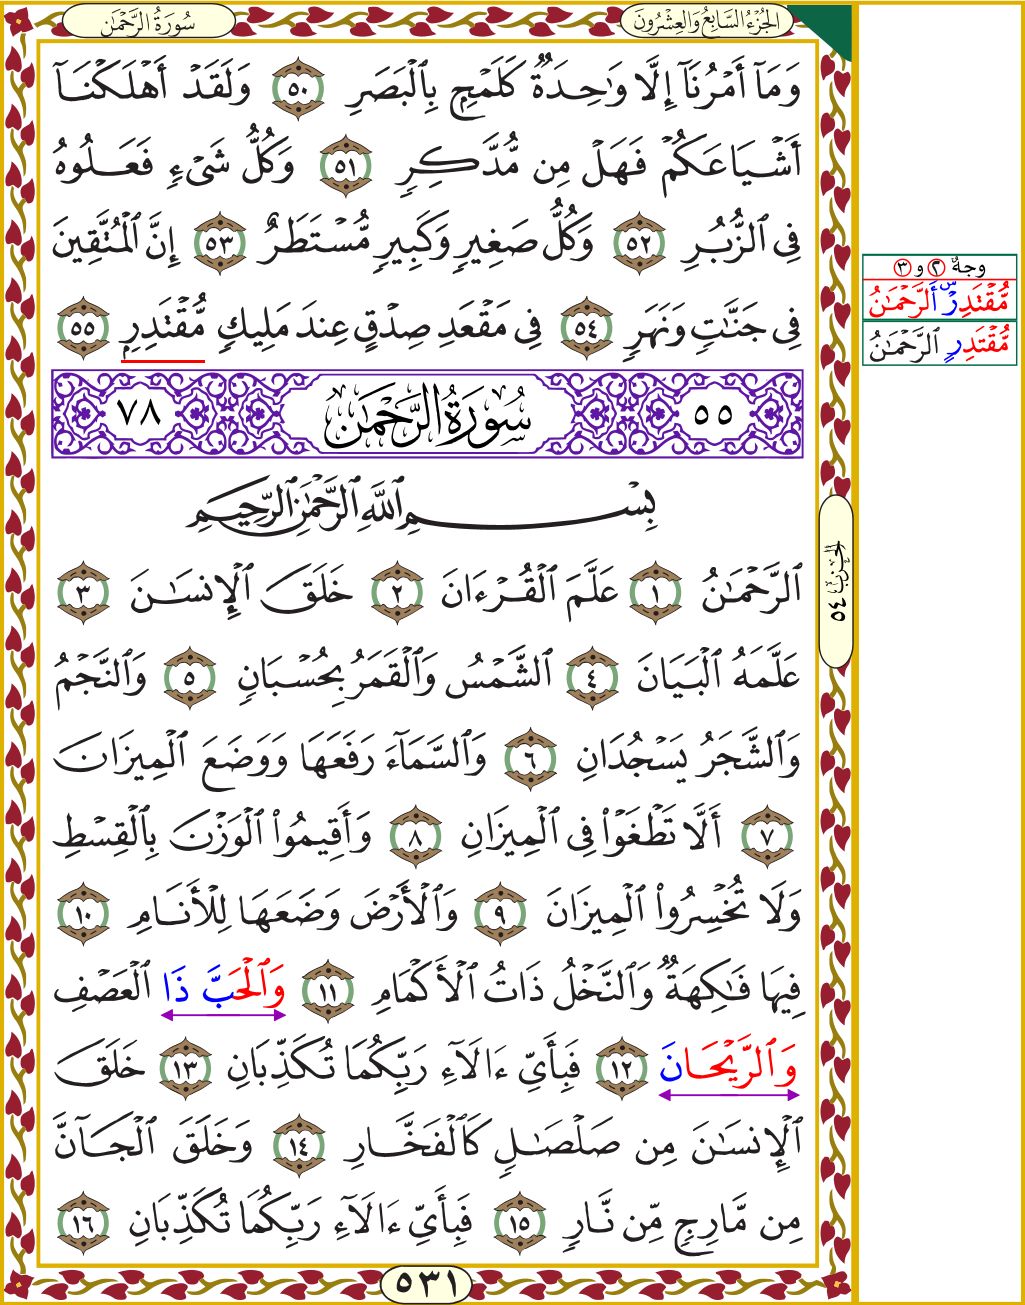 سُورَةُ الرَّحْمَٰن
الجُزْءُ السَّابِعُ وَالعِشْرُونَ
وَمَآ أَمْرُنَآ إِلَّا وَٰحِدَةٌ كَلَمْحٍۭ بِٱلْبَصَرِ ٥٠ وَلَقَدْ أَهْلَكْنَآ
أَشْيَاعَكُمْ فَهَلْ مِن مُّدَّكِرٍ ٥١ وَكُلُّ شَىْءٍ فَعَلُوهُ
فِى ٱلزُّبُرِ ٥٢ وَكُلُّ صَغِيرٍ وَكَبِيرٍ مُّسْتَطَرٌ ٥٣ إِنَّ ٱلْمُتَّقِينَ
فِى جَنَّٰتٍ وَنَهَرٍ ٥٤ فِى مَقْعَدِ صِدْقٍ عِندَ مَلِيكٍ مُّقْتَدِرٍۭ ٥٥
٥٥ سُورَةُ الرَّحْمَٰن ٧٨
بِسْمِ ٱللَّهِ ٱلرَّحْمَٰنِ ٱلرَّحِيمِ
ٱلرَّحْمَٰنُ ١ عَلَّمَ ٱلْقُرْءَانَ ٢ خَلَقَ ٱلْإِنسَٰنَ ٣
عَلَّمَهُ ٱلْبَيَانَ ٤ ٱلشَّمْسُ وَٱلْقَمَرُ بِحُسْبَانٍ ٥ وَٱلنَّجْمُ
وَٱلشَّجَرُ يَسْجُدَانِ ٦ وَٱلسَّمَآءَ رَفَعَهَا وَوَضَعَ ٱلْمِيزَانَ
٧ أَلَّا تَطْغَوْا۟ فِى ٱلْمِيزَانِ ٨ وَأَقِيمُوا۟ ٱلْوَزْنَ بِٱلْقِسْطِ
وَلَا تُخْسِرُوا۟ ٱلْمِيزَانَ ٩ وَٱلْأَرْضَ وَضَعَهَا لِلْأَنَامِ ١٠
فِيهَا فَٰكِهَةٌ وَٱلنَّخْلُ ذَاتُ ٱلْأَكْمَامِ ١١ وَٱلْحَبَّ ذَا ٱلْعَصْفِ
وَٱلرَّيْحَانَ ١٢ فَبِأَىِّ ءَالَآءِ رَبِّكُمَا تُكَذِّبَانِ ١٣ خَلَقَ
ٱلْإِنسَٰنَ مِن صَلْصَٰلٍ كَٱلْفَخَّارِ ١٤ وَخَلَقَ ٱلْجَآنَّ
مِن مَّارِجٍ مِّن نَّارٍ ١٥ فَبِأَىِّ ءَالَآءِ رَبِّكُمَا تُكَذِّبَانِ ١٦
٥٣١
الحزب ٥٤
وجهٌ ٢ و ٣
مُّقْتَدِرٍۢ ٱلرَّحْمَٰنُ
مُّقْتَدِرٍ ٱلرَّحْمَٰنُ